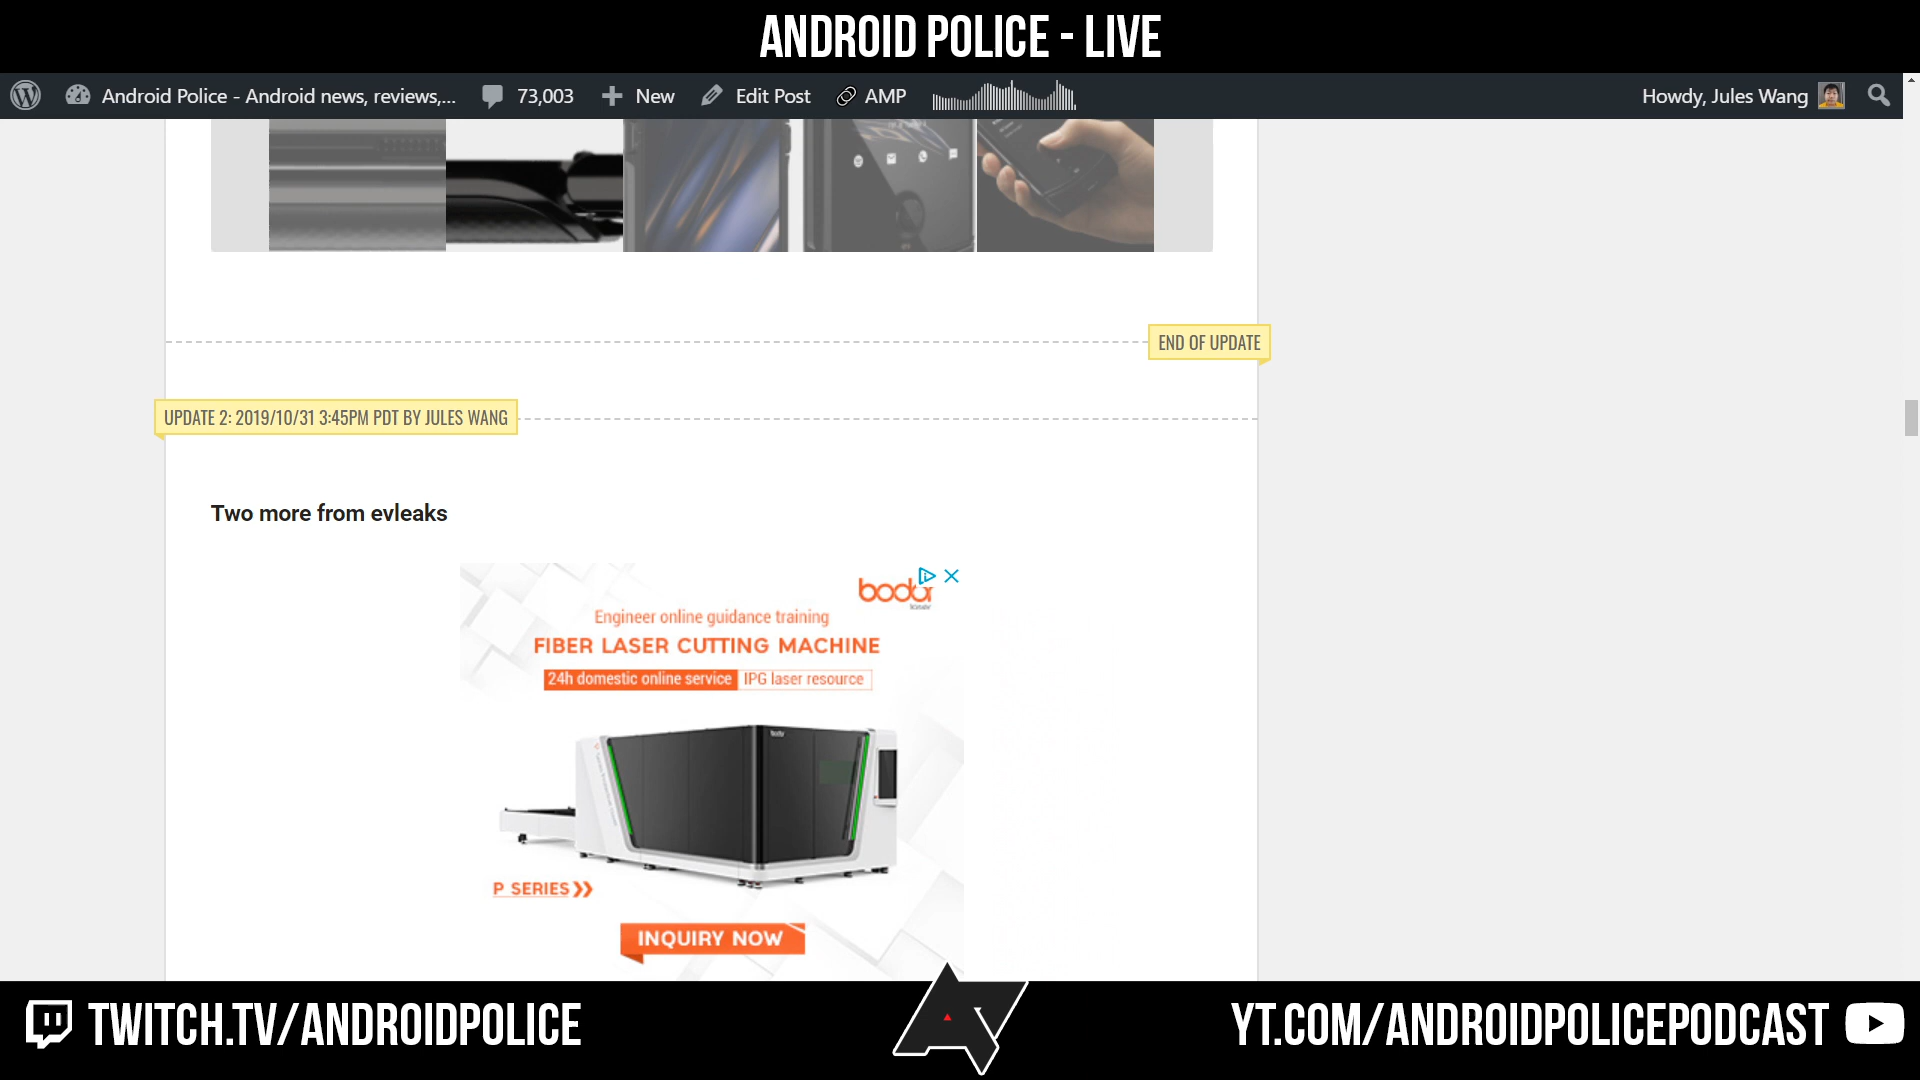 ANDROID POLICE - LIVE
Android Police - Android news, reviews,... 73,003 New Edit Post AMP Howdy, Jules Wang
END OF UPDATE
UPDATE 2: 2019/10/31 3:45PM PDT BY JULES WANG
Two more from evleaks
bodor
Engineer online guidance training
FIBER LASER CUTTING MACHINE
24h domestic online service IPG laser resource
P SERIES
INQUIRY NOW
TWITCH.TV/ANDROIDPOLICE YT.COM/ANDROIDPOLICEPODCAST